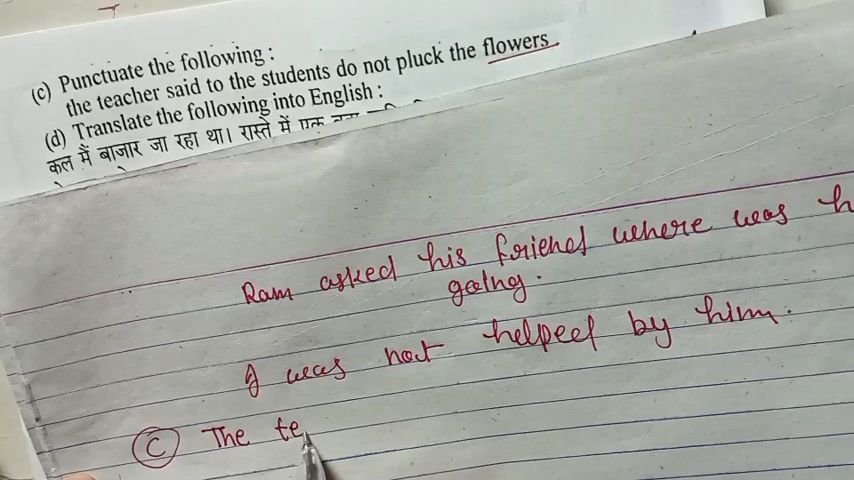 (c) Punctuate the following :
the teacher said to the students do not pluck the flowers
(d) Translate the following into English :
कल मैं बाजार जा रहा था। रास्ते में एक
Ram asked his friend where was h
going.
I was not helped by him.
(C) The te